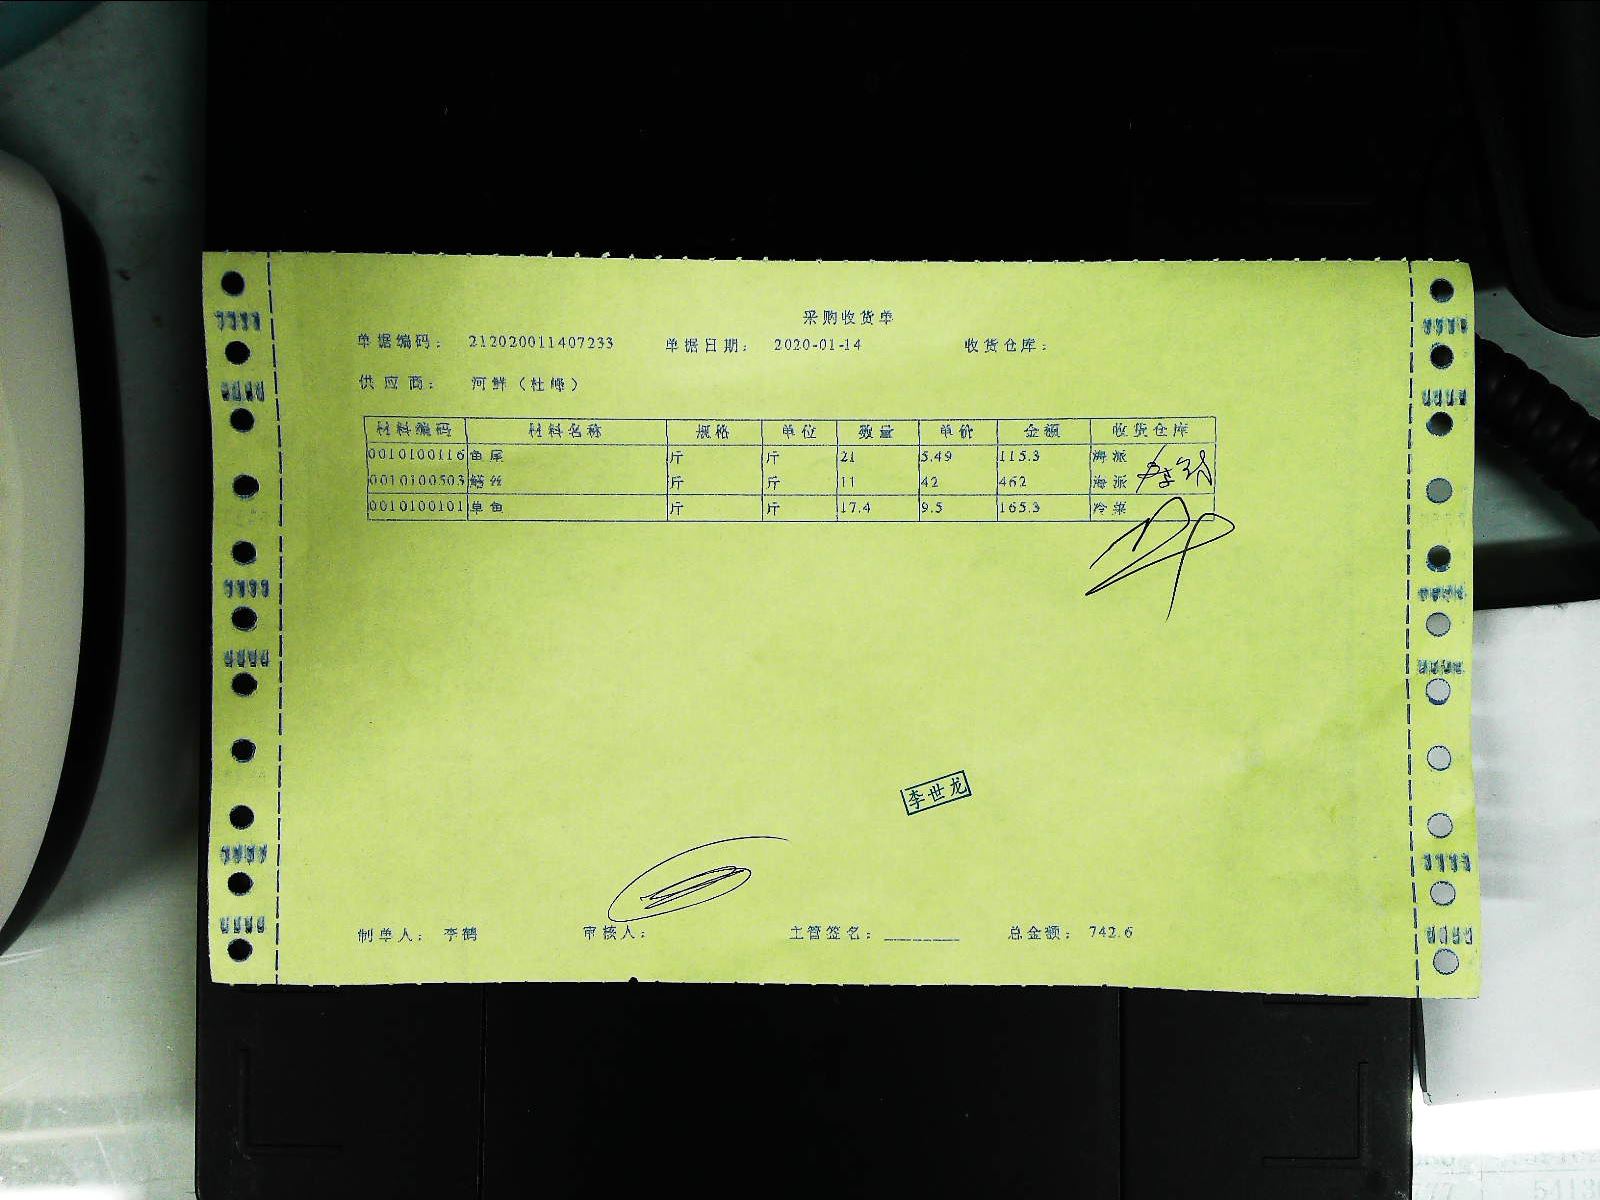 采购收货单
单据编码： 212020011407233 单据日期： 2020-01-14 收货仓库：
供应商： 河鲜（杜峰）
材料编码 材料名称 规格 单位 数量 单价 金额 收货仓库
0010100116 鱼尾 斤 斤 21 5.49 115.3 海派
0010100503 鳝丝 斤 斤 11 42 462 海派
0010100101 草鱼 斤 斤 17.4 9.5 165.3 冷菜
李世龙
制单人： 李鹤 审核人： 主管签名： ________ 总金额： 742.6